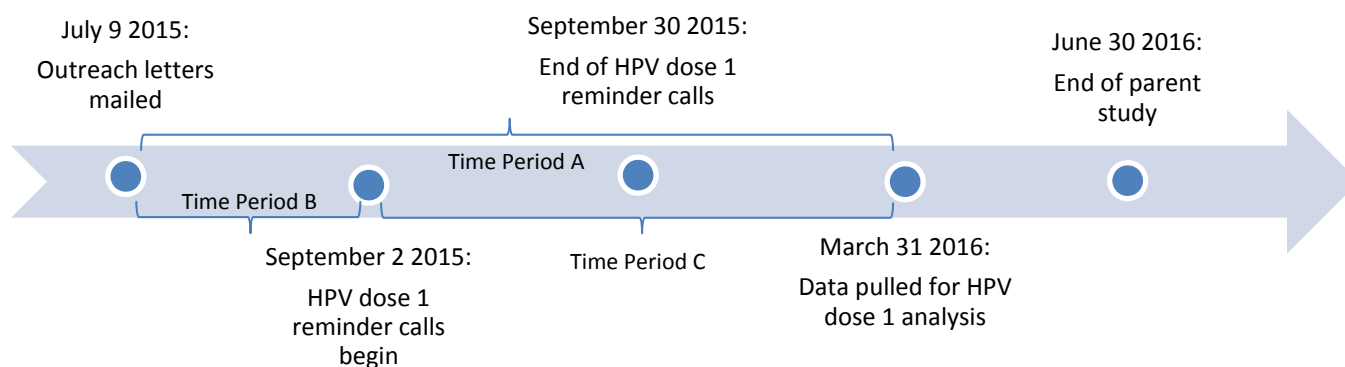 July 9 2015:
Outreach letters
mailed
September 30 2015:
End of HPV dose 1
reminder calls
June 30 2016:
End of parent
study
Time Period A
Time Period B
September 2 2015:
HPV dose 1
reminder calls
begin
Time Period C
March 31 2016:
Data pulled for HPV
dose 1 analysis